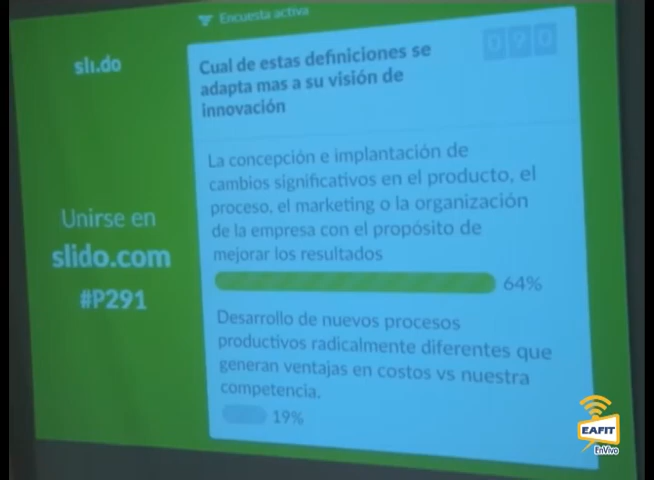 Encuesta activa
sli.do
Cual de estas definiciones se
adapta mas a su visión de
innovación
La concepción e implantación de
cambios significativos en el producto, el
proceso, el marketing o la organización
de la empresa con el propósito de
mejorar los resultados
64%
Unirse en
slido.com
#P291
Desarrollo de nuevos procesos
productivos radicalmente diferentes que
generan ventajas en costos vs nuestra
competencia.
19%
EAFIT
EnVivo